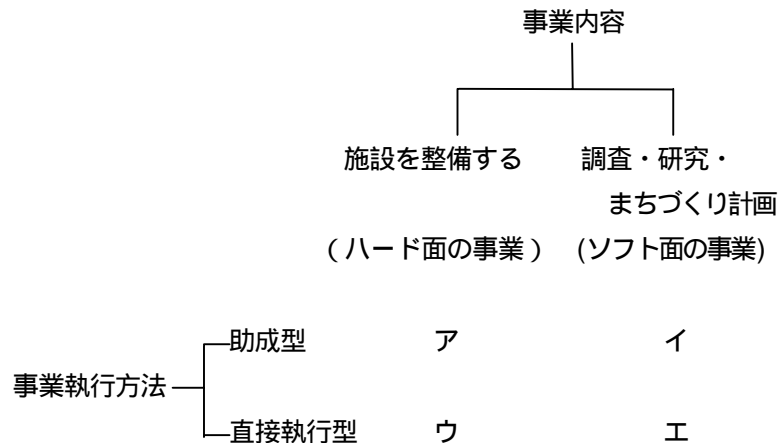 事業内容
施設を整備する 調査・研究・
まちづくり計画
（ハード面の事業） (ソフト面の事業)
助成型 ア イ
事業執行方法
直接執行型 ウ エ